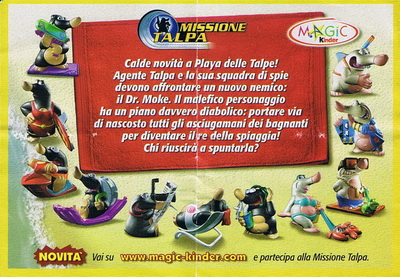 MISSIONE
TALPA
MAGIC
Kinder
Calde novità a Playa delle Talpe!
Agente Talpa e la sua squadra di spie
devono affrontare un nuovo nemico:
il Dr. Moke. Il malefico personaggio
ha un piano davvero diabolico: portare via
di nascosto tutti gli asciugamani dei bagnanti
per diventare il re della spiaggia!
Chi riuscirà a spuntarla?
NOVITÀ Vai su www.magic-kinder.com e partecipa alla Missione Talpa.